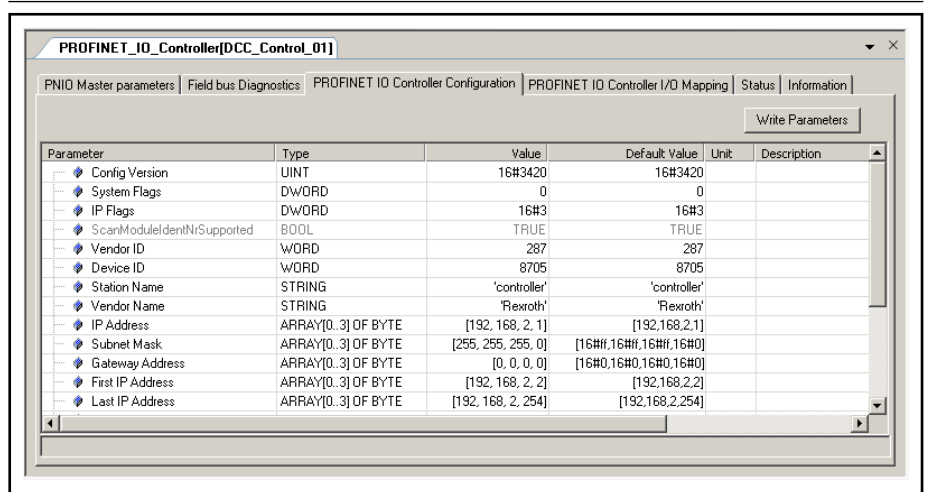 PROFINET_IO_Controller[DCC_Control_01]
PNIO Master parameters Field bus Diagnostics PROFINET IO Controller Configuration PROFINET IO Controller I/O Mapping Status Information
Write Parameters
Parameter Type Value Default Value Unit Description
Config Version UINT 16#3420 16#3420
System Flags DWORD 0 0
IP Flags DWORD 16#3 16#3
ScanModuleIdentNrSupported BOOL TRUE TRUE
Vendor ID WORD 287 287
Device ID WORD 8705 8705
Station Name STRING 'controller' 'controller'
Vendor Name STRING 'Rexroth' 'Rexroth'
IP Address ARRAY[0..3] OF BYTE [192, 168, 2, 1] [192,168,2,1]
Subnet Mask ARRAY[0..3] OF BYTE [255, 255, 255, 0] [16#ff,16#ff,16#ff,16#0]
Gateway Address ARRAY[0..3] OF BYTE [0, 0, 0, 0] [16#0,16#0,16#0,16#0]
First IP Address ARRAY[0..3] OF BYTE [192, 168, 2, 2] [192,168,2,2]
Last IP Address ARRAY[0..3] OF BYTE [192, 168, 2, 254] [192,168,2,254]